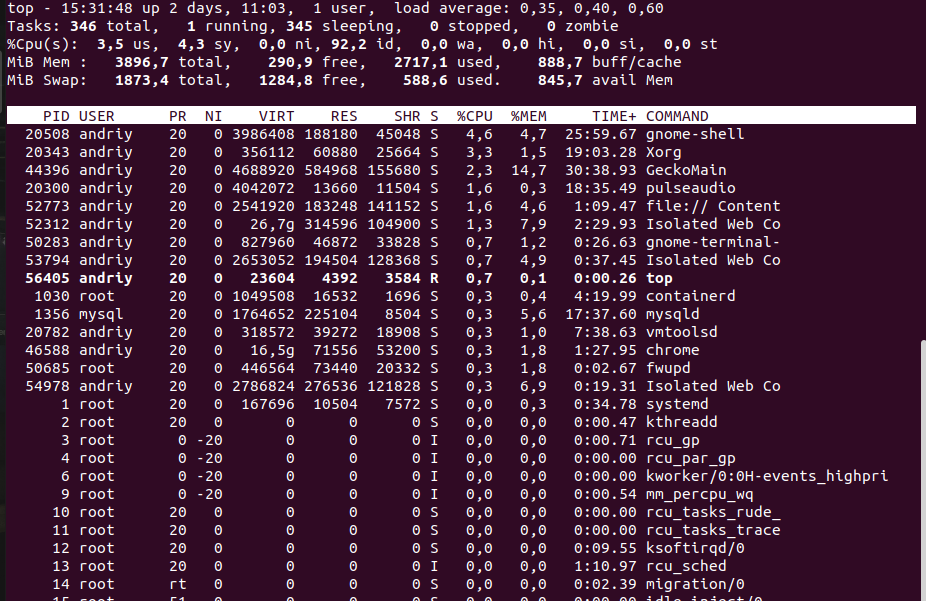 top - 15:31:48 up 2 days, 11:03,  1 user,  load average: 0,35, 0,40, 0,60
Tasks: 346 total,   1 running, 345 sleeping,   0 stopped,   0 zombie
%Cpu(s):  3,5 us,  4,3 sy,  0,0 ni, 92,2 id,  0,0 wa,  0,0 hi,  0,0 si,  0,0 st
MiB Mem :   3896,7 total,    290,9 free,   2717,1 used,    888,7 buff/cache
MiB Swap:   1873,4 total,   1284,8 free,    588,6 used.    845,7 avail Mem
PID USER      PR  NI    VIRT    RES    SHR S  %CPU  %MEM     TIME+ COMMAND
20508 andriy    20   0 3986408 188180  45048 S   4,6   4,7  25:59.67 gnome-shell
20343 andriy    20   0  356112  60880  25664 S   3,3   1,5  19:03.28 Xorg
44396 andriy    20   0 4688920 584968 155680 S   2,3  14,7  30:38.93 GeckoMain
20300 andriy    20   0 4042072  13660  11504 S   1,6   0,3  18:35.49 pulseaudio
52773 andriy    20   0 2541920 183248 141152 S   1,6   4,6   1:09.47 file:// Content
52312 andriy    20   0   26,7g 314596 104900 S   1,3   7,9   2:29.93 Isolated Web Co
50283 andriy    20   0  827960  46872  33828 S   0,7   1,2   0:26.63 gnome-terminal-
53794 andriy    20   0 2653052 194504 128368 S   0,7   4,9   0:37.45 Isolated Web Co
56405 andriy    20   0   23604   4392   3584 R   0,7   0,1   0:00.26 top
1030 root      20   0 1049508  16532   1696 S   0,3   0,4   4:19.99 containerd
1356 mysql     20   0 1764652 225104   8504 S   0,3   5,6  17:37.60 mysqld
20782 andriy    20   0  318572  39272  18908 S   0,3   1,0   7:38.63 vmtoolsd
46588 andriy    20   0   16,5g  71556  53200 S   0,3   1,8   1:27.95 chrome
50685 root      20   0  446564  73440  20332 S   0,3   1,8   0:02.67 fwupd
54978 andriy    20   0 2786824 276536 121828 S   0,3   6,9   0:19.31 Isolated Web Co
1 root      20   0  167696  10504   7572 S   0,0   0,3   0:34.78 systemd
2 root      20   0       0      0      0 S   0,0   0,0   0:00.47 kthreadd
3 root       0 -20       0      0      0 I   0,0   0,0   0:00.71 rcu_gp
4 root       0 -20       0      0      0 I   0,0   0,0   0:00.00 rcu_par_gp
6 root       0 -20       0      0      0 I   0,0   0,0   0:00.00 kworker/0:0H-events_highpri
9 root       0 -20       0      0      0 I   0,0   0,0   0:00.54 mm_percpu_wq
10 root      20   0       0      0      0 S   0,0   0,0   0:00.00 rcu_tasks_rude_
11 root      20   0       0      0      0 S   0,0   0,0   0:00.00 rcu_tasks_trace
12 root      20   0       0      0      0 S   0,0   0,0   0:09.55 ksoftirqd/0
13 root      20   0       0      0      0 I   0,0   0,0   1:10.97 rcu_sched
14 root      rt   0       0      0      0 S   0,0   0,0   0:02.39 migration/0